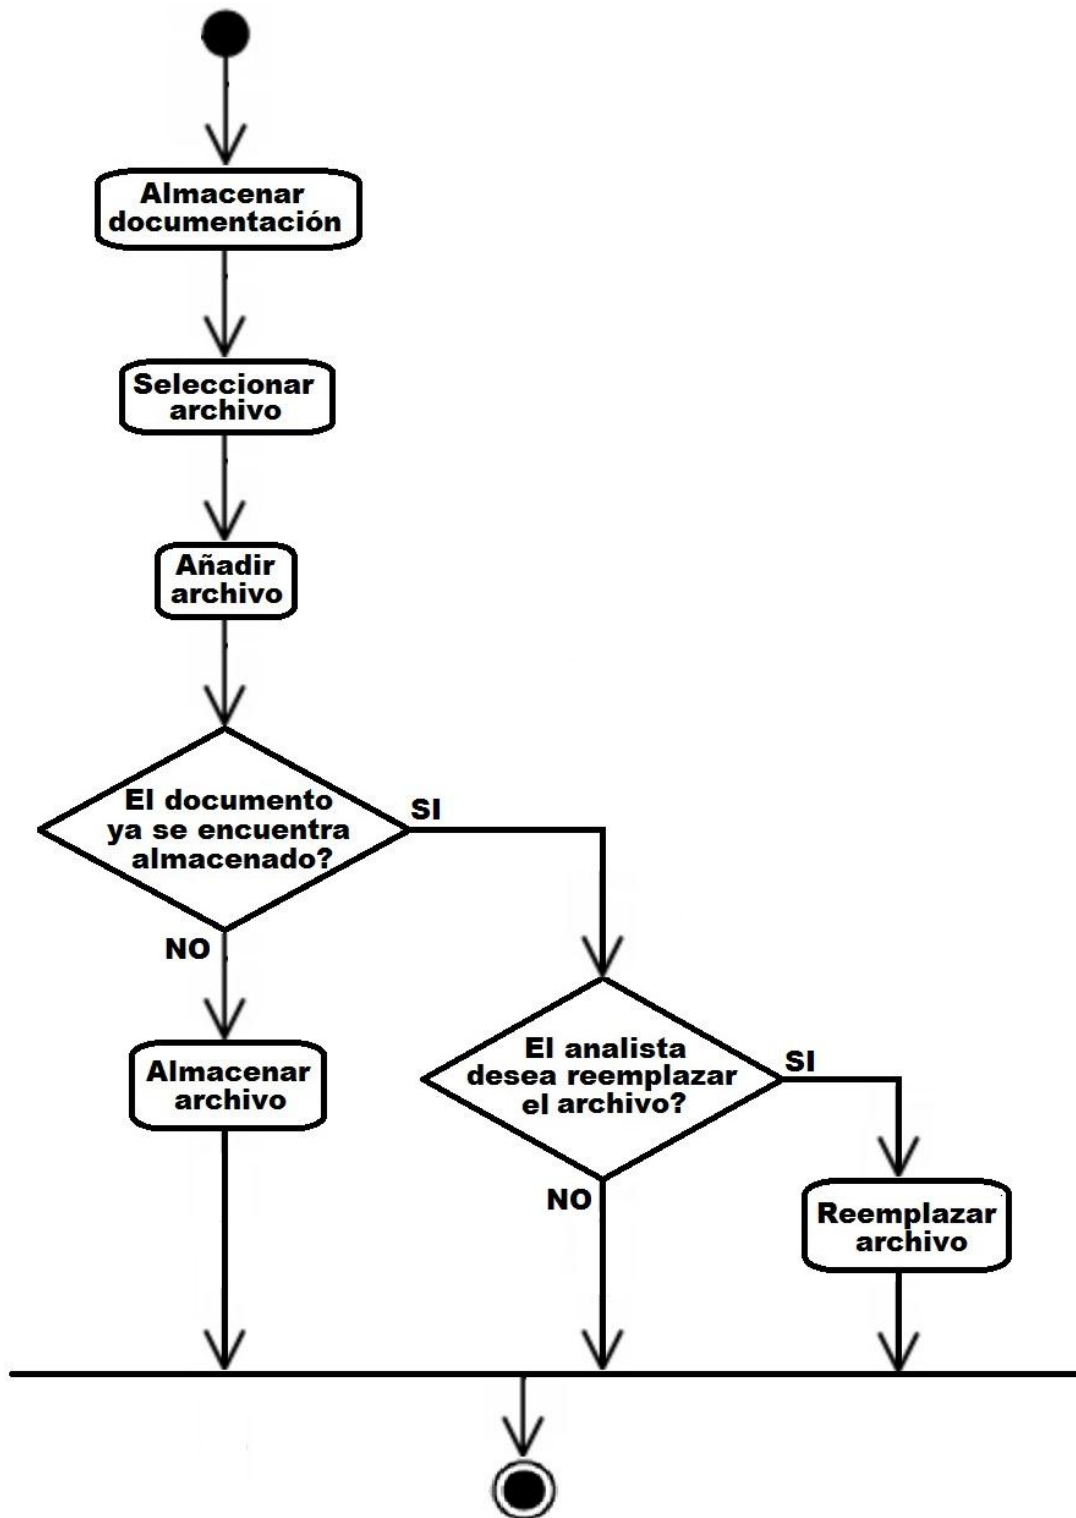 Almacenar
documentación
Seleccionar
archivo
Añadir
archivo
El documento
ya se encuentra
almacenado?
SI
NO
Almacenar
archivo
El analista
desea reemplazar
el archivo?
SI
NO
Reemplazar
archivo